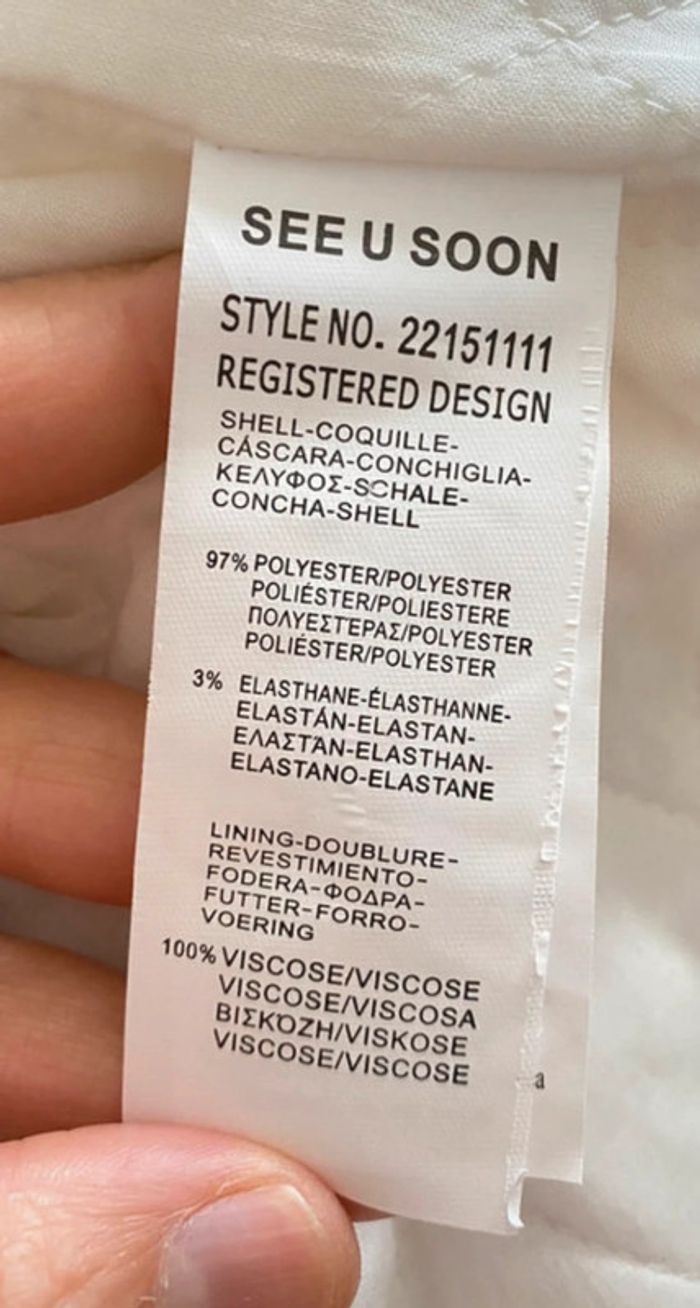 SEE U SOON
STYLE NO. 22151111
REGISTERED DESIGN
SHELL-COQUILLE-
CÁSCARA-CONCHIGLIA-
ΚΕΛΥΦΟΣ-SCHALE-
CONCHA-SHELL
97% POLYESTER/POLYESTER
POLIÉSTER/POLIESTERE
ΠΟΛΥΕΣΤΈΡΑΣ/POLYESTER
POLIÉSTER/POLYESTER
3% ELASTHANE-ÉLASTHANNE-
ELASTÁN-ELASTAN-
ΕΛΑΣΤΆΝ-ELASTHAN-
ELASTANO-ELASTANE
LINING-DOUBLURE-
REVESTIMIENTO-
FODERA-ΦΟΔΡΑ-
FUTTER-FORRO-
VOERING
100% VISCOSE/VISCOSE
VISCOSE/VISCOSA
ΒΙΣΚΌΖΗ/VISKOSE
VISCOSE/VISCOSE
a